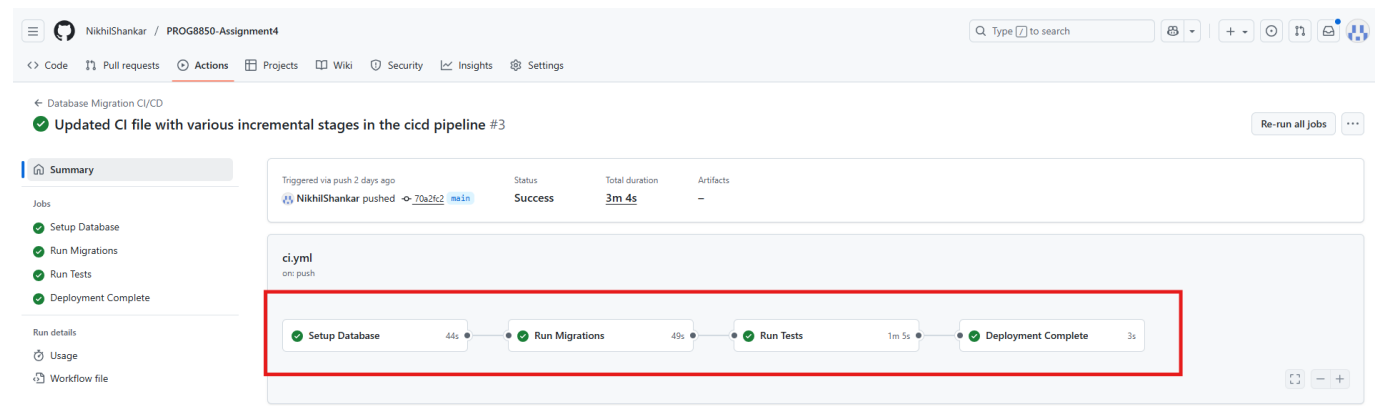 NikhilShankar / PROG8850-Assignment4
Type / to search
Code Pull requests Actions Projects Wiki Security Insights Settings
← Database Migration CI/CD
Updated CI file with various incremental stages in the cicd pipeline #3
Re-run all jobs
Summary
Jobs
Setup Database
Run Migrations
Run Tests
Deployment Complete
Run details
Usage
Workflow file
Triggered via push 2 days ago
NikhilShankar pushed 70a2fc2 main
Status
Success
Total duration
3m 4s
Artifacts
–
ci.yml
on: push
Setup Database 44s
Run Migrations 49s
Run Tests 1m 5s
Deployment Complete 3s